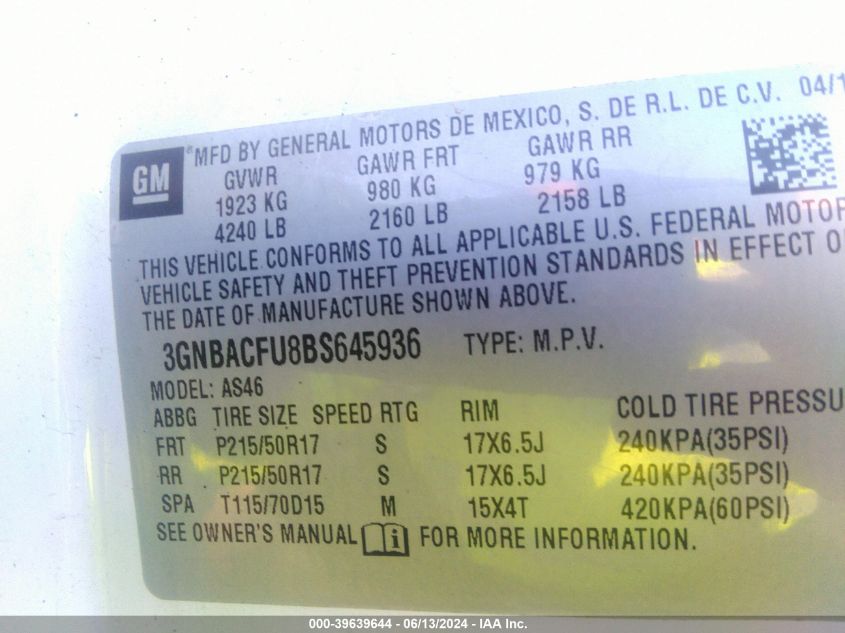 MFD BY GENERAL MOTORS DE MEXICO, S. DE R.L. DE C.V. 04/1
GM
GVWR GAWR FRT GAWR RR
1923 KG 980 KG 979 KG
4240 LB 2160 LB 2158 LB
THIS VEHICLE CONFORMS TO ALL APPLICABLE U.S. FEDERAL MOTOR
VEHICLE SAFETY AND THEFT PREVENTION STANDARDS IN EFFECT O
THE DATE OF MANUFACTURE SHOWN ABOVE.
3GNBACFU8BS645936 TYPE: M.P.V.
MODEL: AS46
ABBG TIRE SIZE SPEED RTG RIM COLD TIRE PRESSU
FRT P215/50R17 S 17X6.5J 240KPA(35PSI)
RR P215/50R17 S 17X6.5J 240KPA(35PSI)
SPA T115/70D15 M 15X4T 420KPA(60PSI)
SEE OWNER'S MANUAL i FOR MORE INFORMATION.
000-39639644 - 06/13/2024 - IAA Inc.